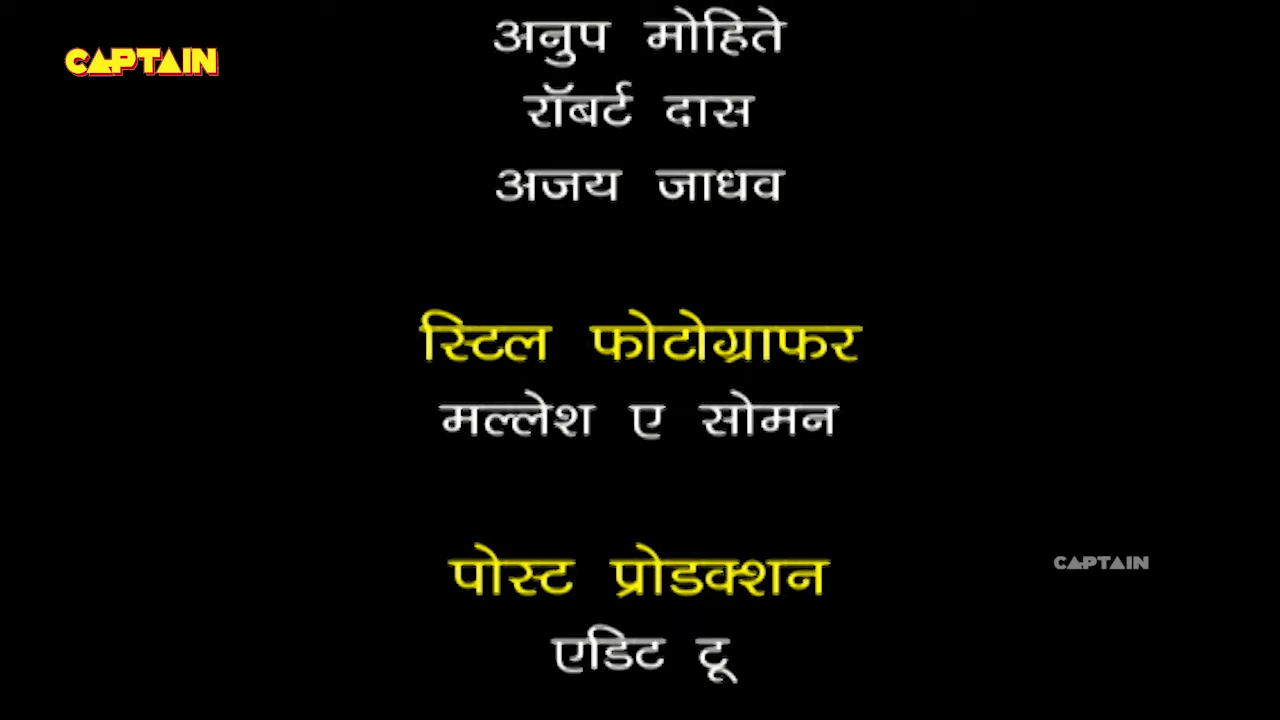 CAPTAIN
अनुप मोहिते
रॉबर्ट दास
अजय जाधव
स्टिल फोटोग्राफर
मल्लेश ए सोमन
पोस्ट प्रोडक्शन
CAPTAIN
एडिट टू